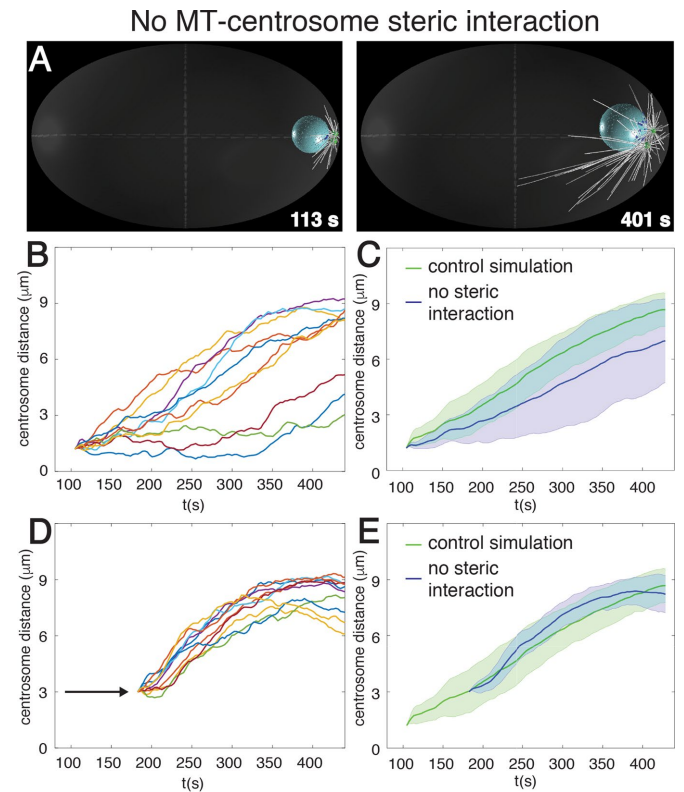 No MT-centrosome steric interaction
A
113 s
401 s
B
centrosome distance (μm)
9
6
3
0
100 150 200 250 300 350 400
t(s)
C
control simulation
no steric
interaction
centrosome distance (μm)
9
6
3
0
100 150 200 250 300 350 400
t(s)
D
centrosome distance (μm)
9
6
3
0
100 150 200 250 300 350 400
t(s)
E
control simulation
no steric
interaction
centrosome distance (μm)
9
6
3
0
100 150 200 250 300 350 400
t(s)